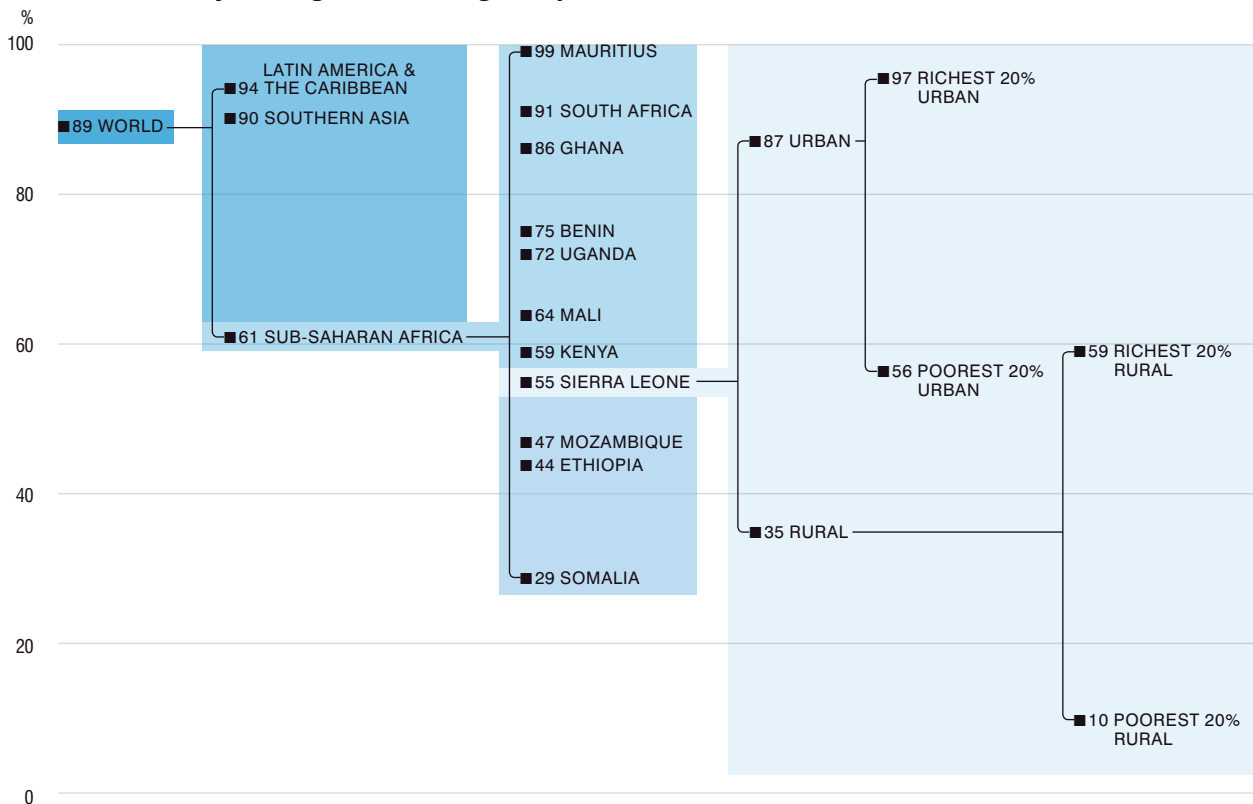 %
100
80
60
40
20
0
89 WORLD
LATIN AMERICA &
94 THE CARIBBEAN
90 SOUTHERN ASIA
61 SUB-SAHARAN AFRICA
99 MAURITIUS
91 SOUTH AFRICA
86 GHANA
75 BENIN
72 UGANDA
64 MALI
59 KENYA
55 SIERRA LEONE
47 MOZAMBIQUE
44 ETHIOPIA
29 SOMALIA
87 URBAN
35 RURAL
97 RICHEST 20%
URBAN
56 POOREST 20%
URBAN
59 RICHEST 20%
RURAL
10 POOREST 20%
RURAL